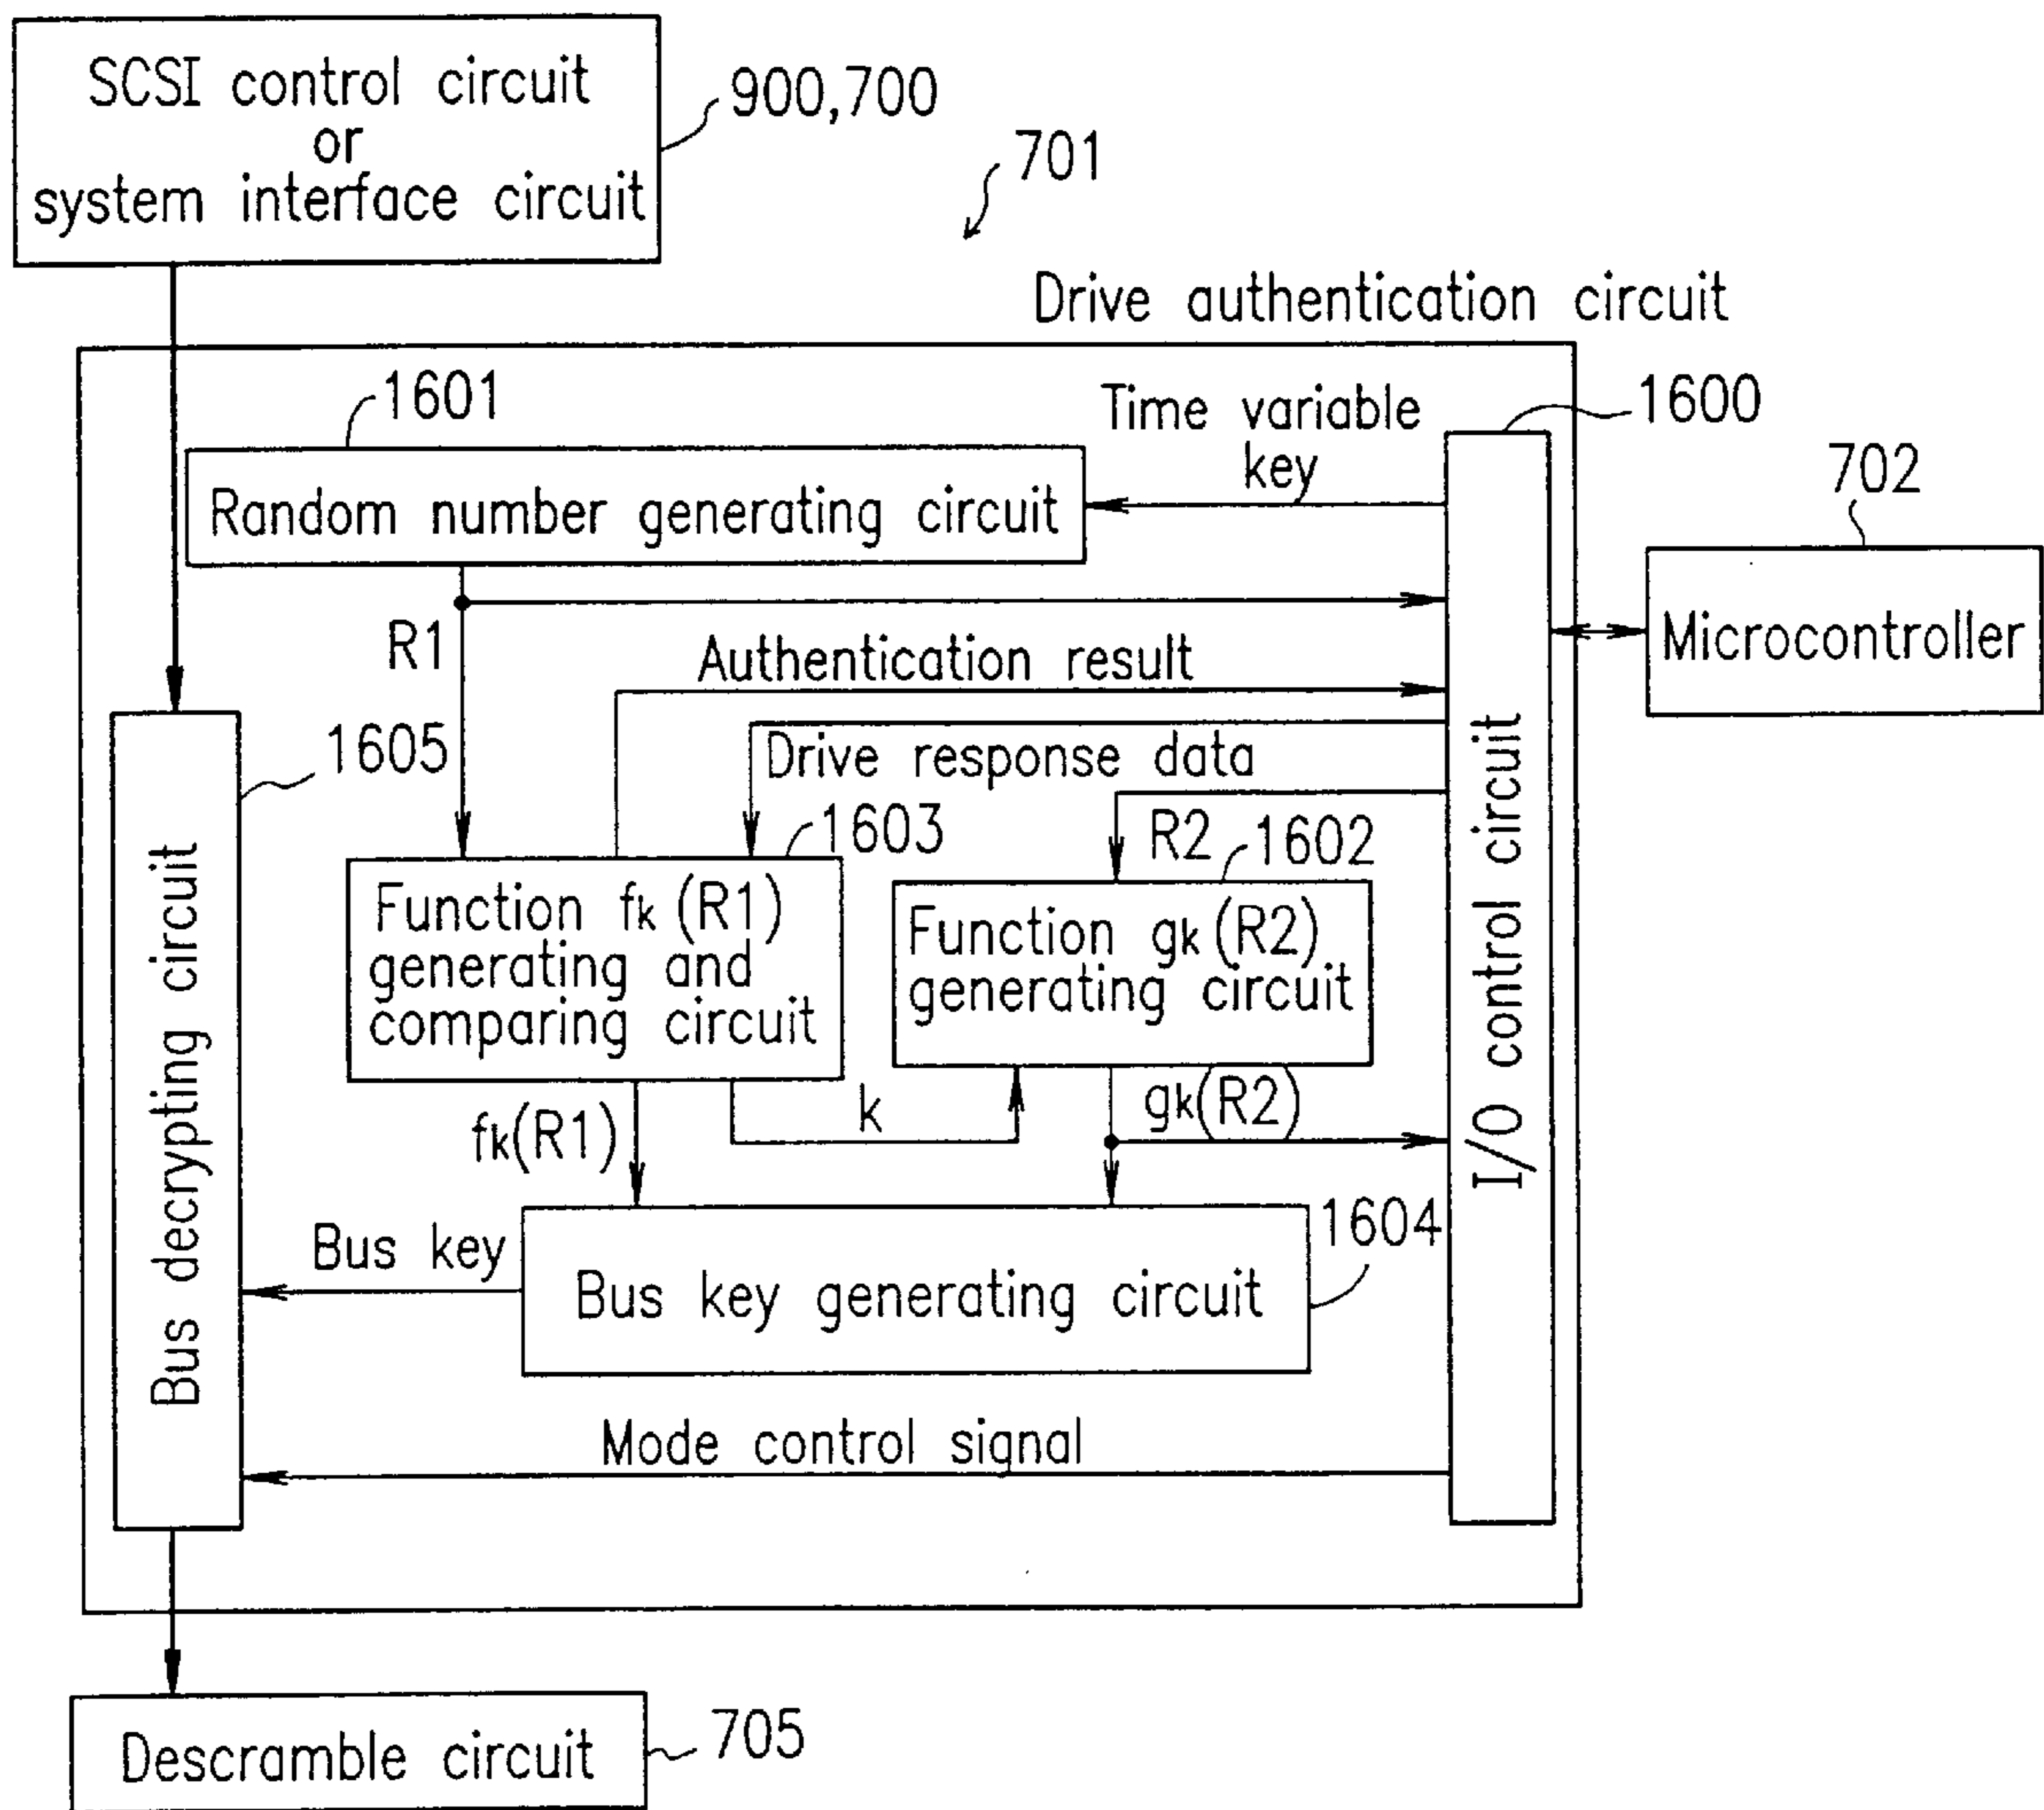 SCSI control circuit
or
system interface circuit
900,700
701
Drive authentication circuit
1601
Time variable
key
1600
Random number generating circuit
702
Microcontroller
R1
Authentication result
1605
Drive response data
1603
R2
1602
Bus decrypting circuit
Function fk (R1)
generating and
comparing circuit
Function gk (R2)
generating circuit
I/O control circuit
fk(R1)
k
gk(R2)
1604
Bus key
Bus key generating circuit
Mode control signal
Descramble circuit
705